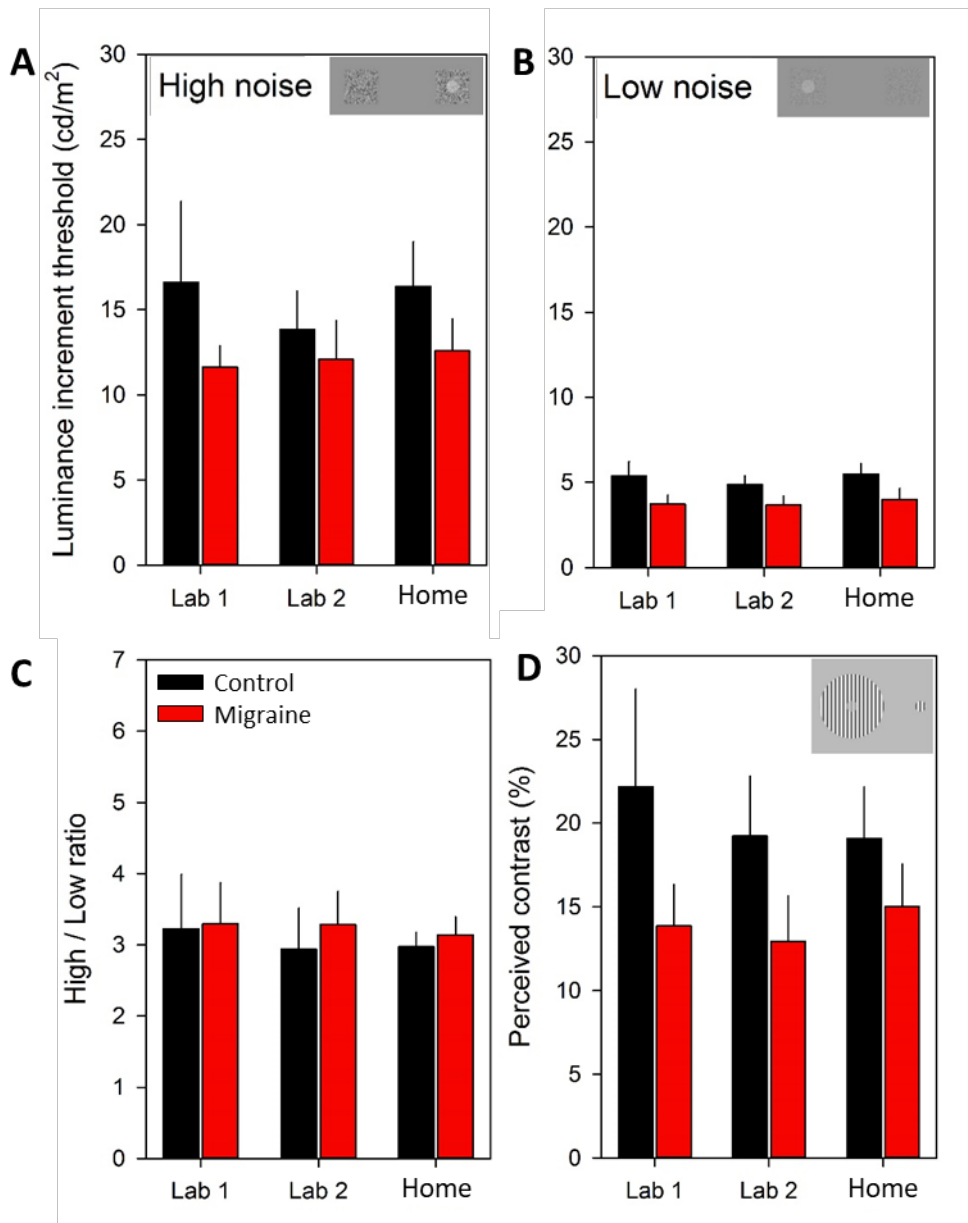 A
High noise
Luminance increment threshold (cd/m²)
30
25
20
15
10
5
0
Lab 1 Lab 2 Home
B
Low noise
30
25
20
15
10
5
0
Lab 1 Lab 2 Home
C
Control
Migraine
High / Low ratio
7
6
5
4
3
2
1
0
Lab 1 Lab 2 Home
D
Perceived contrast (%)
30
25
20
15
10
5
0
Lab 1 Lab 2 Home